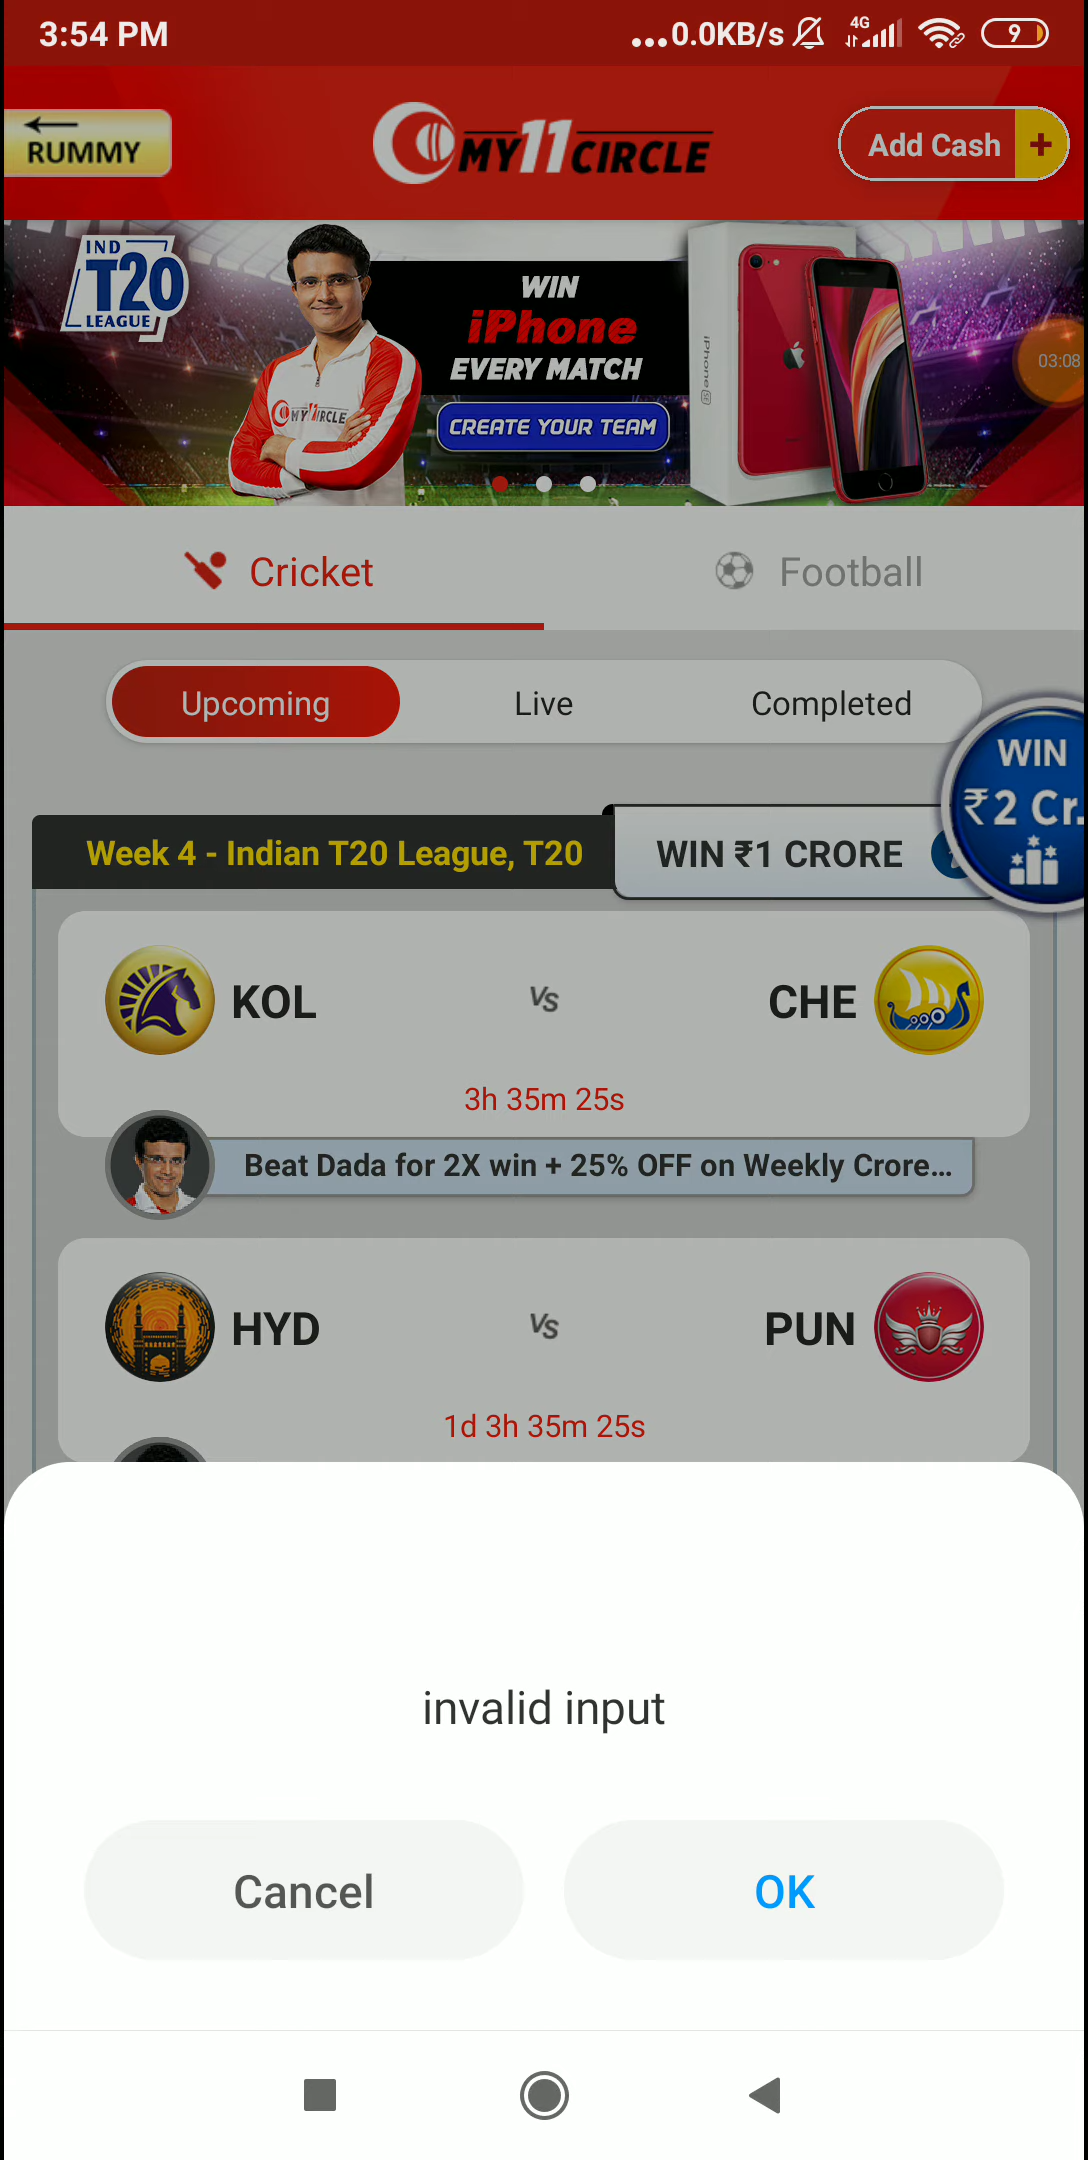 3:54 PM
...0.0KB/s
4G
9
RUMMY
MY11CIRCLE
Add Cash +
IND
T20
LEAGUE
WIN
iPhone
EVERY MATCH
CREATE YOUR TEAM
MY11CIRCLE
iPhone SE
03:08
Cricket
Football
Upcoming
Live
Completed
WIN
₹2 Cr.
Week 4 - Indian T20 League, T20
WIN ₹1 CRORE
KOL
VS
CHE
3h 35m 25s
Beat Dada for 2X win + 25% OFF on Weekly Crore...
HYD
VS
PUN
1d 3h 35m 25s
invalid input
Cancel
OK